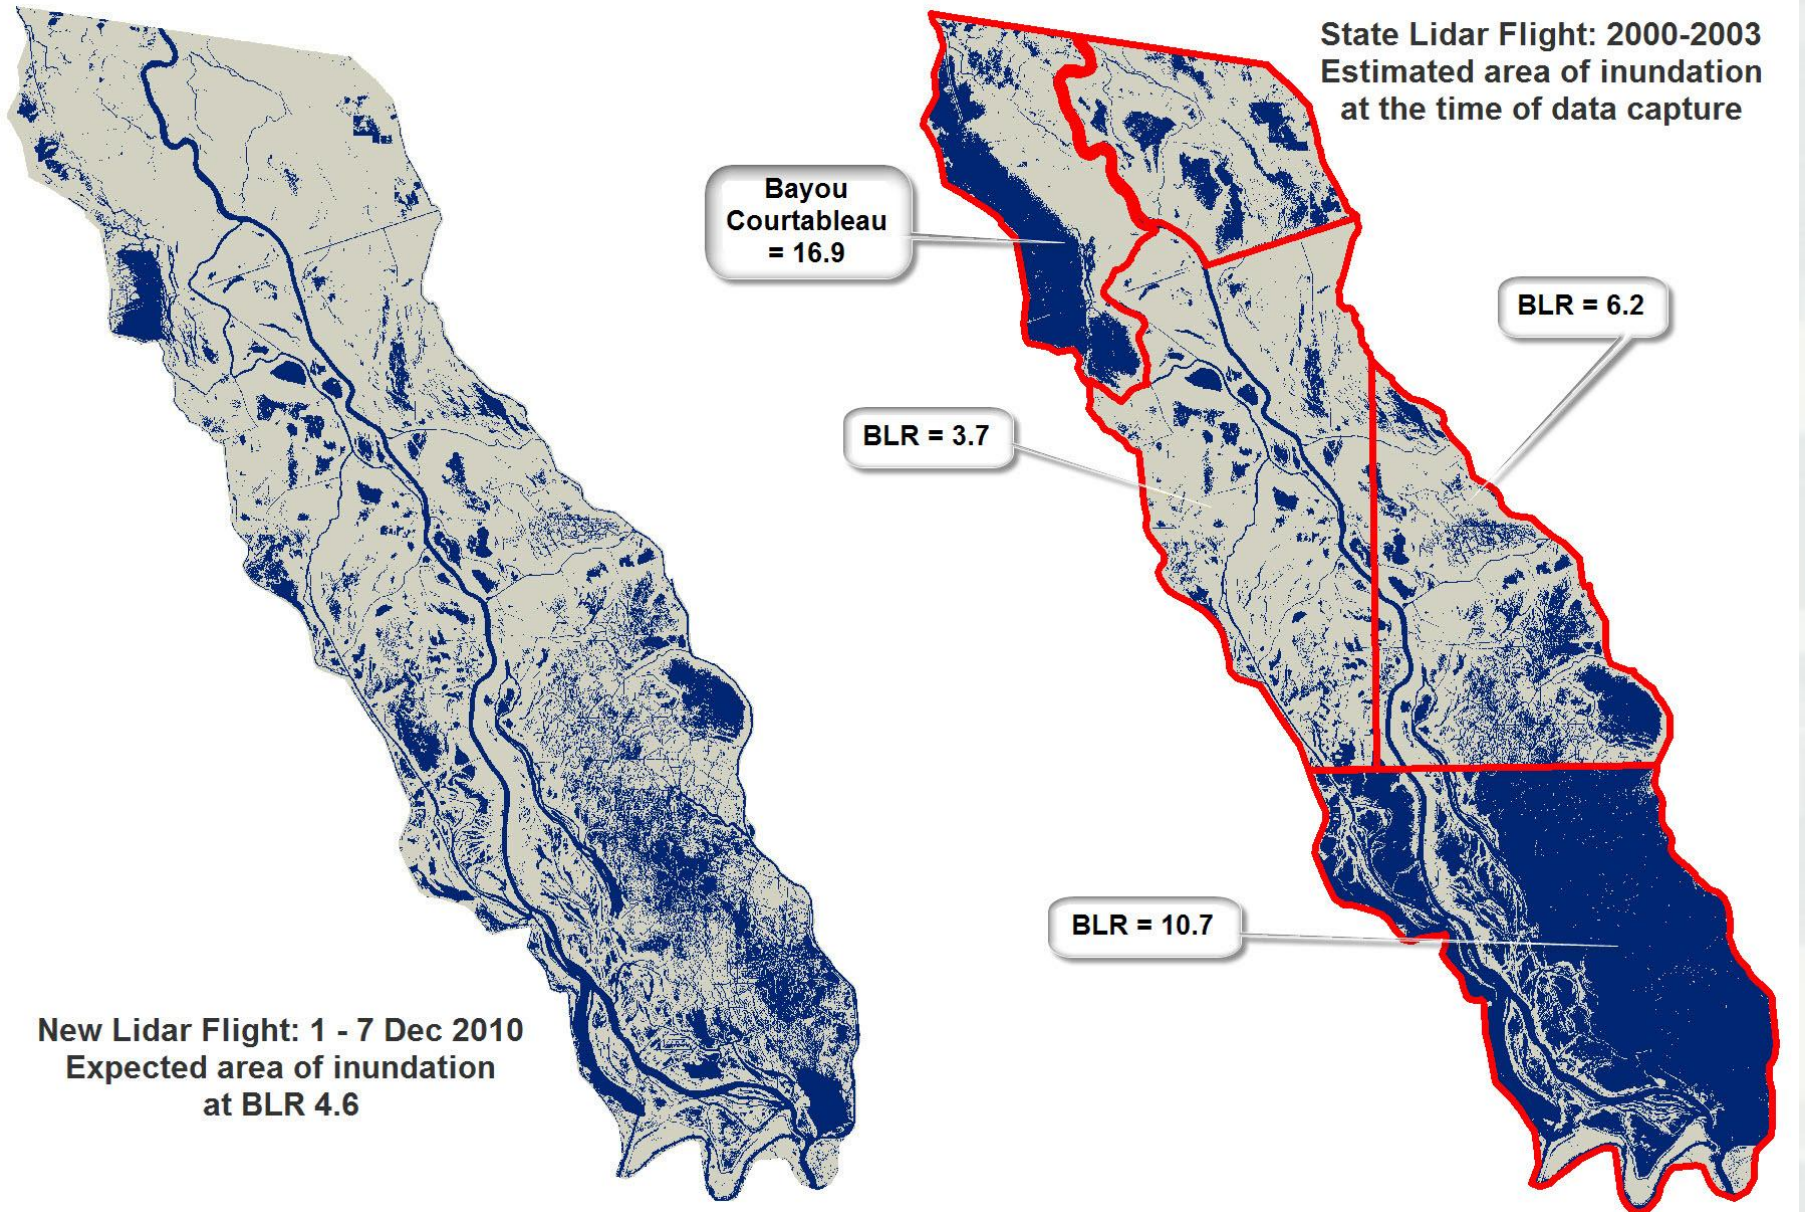 State Lidar Flight: 2000-2003
Estimated area of inundation
at the time of data capture
Bayou
Courtableau
= 16.9
BLR = 6.2
BLR = 3.7
BLR = 10.7
New Lidar Flight: 1 - 7 Dec 2010
Expected area of inundation
at BLR 4.6